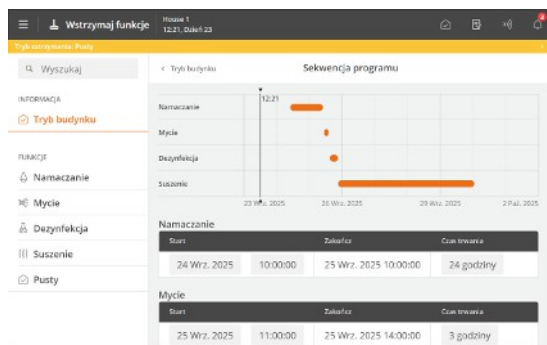 Wstrzymaj funkcje
House 1
12:21, Dzień 23
2
Tryb wstrzymania: Pusty
Wyszukaj
< Tryb budynku
Sekwencja programu
INFORMACJA
Tryb budynku
12:21
Namaczanie
Mycie
Dezynfekcja
Suszenie
23 Wrz. 2025
26 Wrz. 2025
29 Wrz. 2025
2 Paź. 2025
FUNKCJE
Namaczanie
Mycie
Dezynfekcja
Suszenie
Pusty
Namaczanie
Start Zakończ Czas trwania
24 Wrz. 2025 10:00:00 25 Wrz. 2025 10:00:00 24 godziny
Mycie
Start Zakończ Czas trwania
25 Wrz. 2025 11:00:00 25 Wrz. 2025 14:00:00 3 godziny